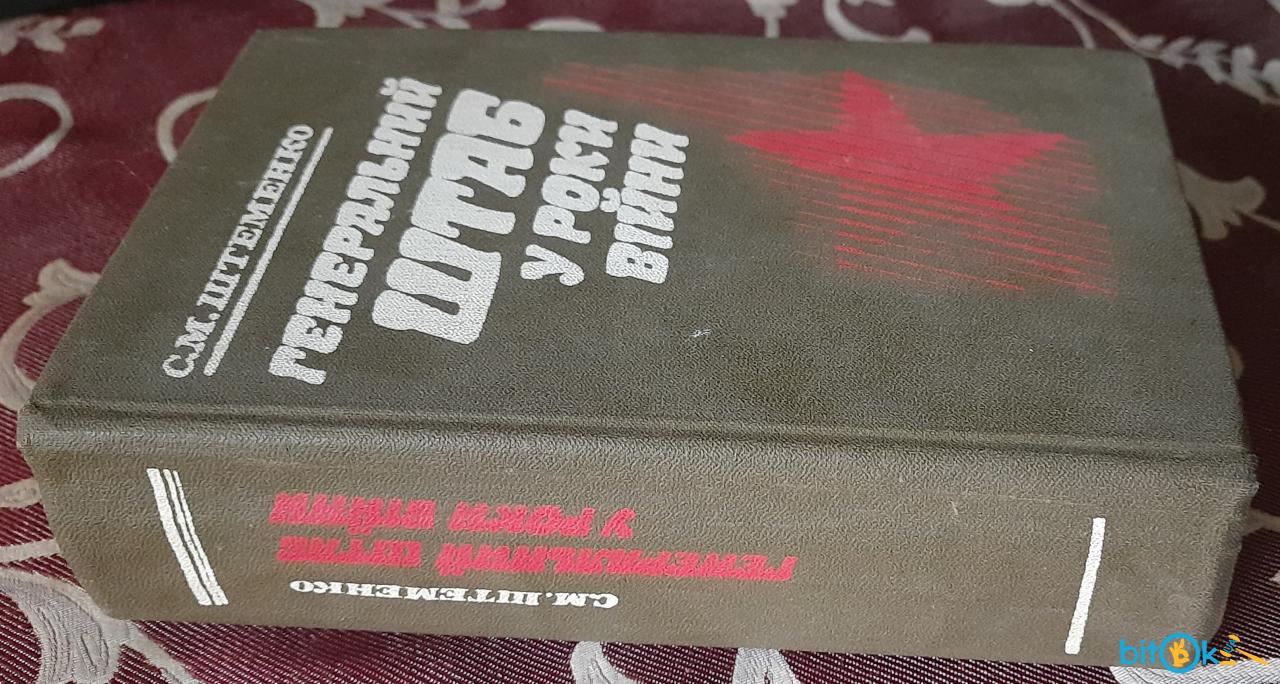 С.М. ШТЕМЕНКО
ГЕНЕРАЛЬНИЙ
ШТАБ
У РОКИ
ВІЙНИ
С.М. ШТЕМЕНКО
ГЕНЕРАЛЬНИЙ ШТАБ
У РОКИ ВІЙНИ
bitOk